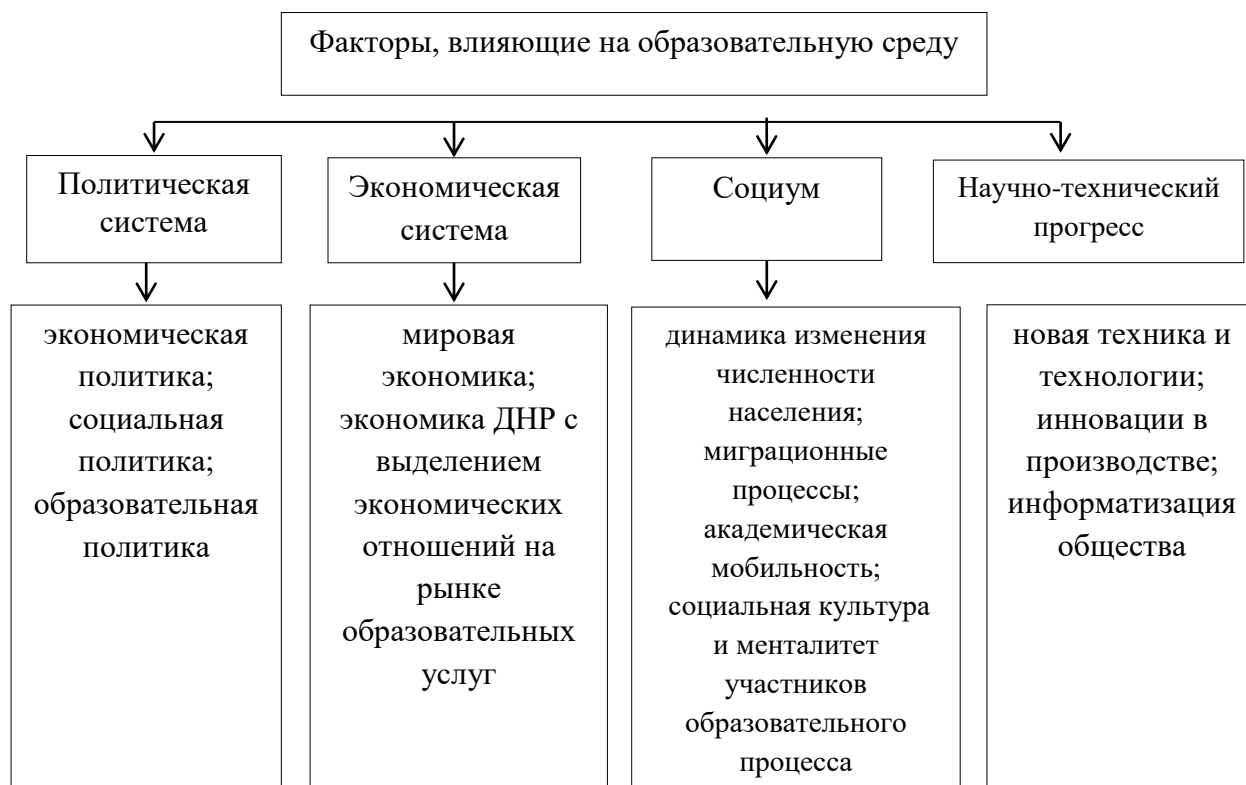 Факторы, влияющие на образовательную среду
Политическая
система
Экономическая
система
Социум
Научно-технический
прогресс
экономическая
политика;
социальная
политика;
образовательная
политика
мировая
экономика;
экономика ДНР с
выделением
экономических
отношений на
рынке
образовательных
услуг
динамика изменения
численности
населения;
миграционные
процессы;
академическая
мобильность;
социальная культура
и менталитет
участников
образовательного
процесса
новая техника и
технологии;
инновации в
производстве;
информатизация
общества